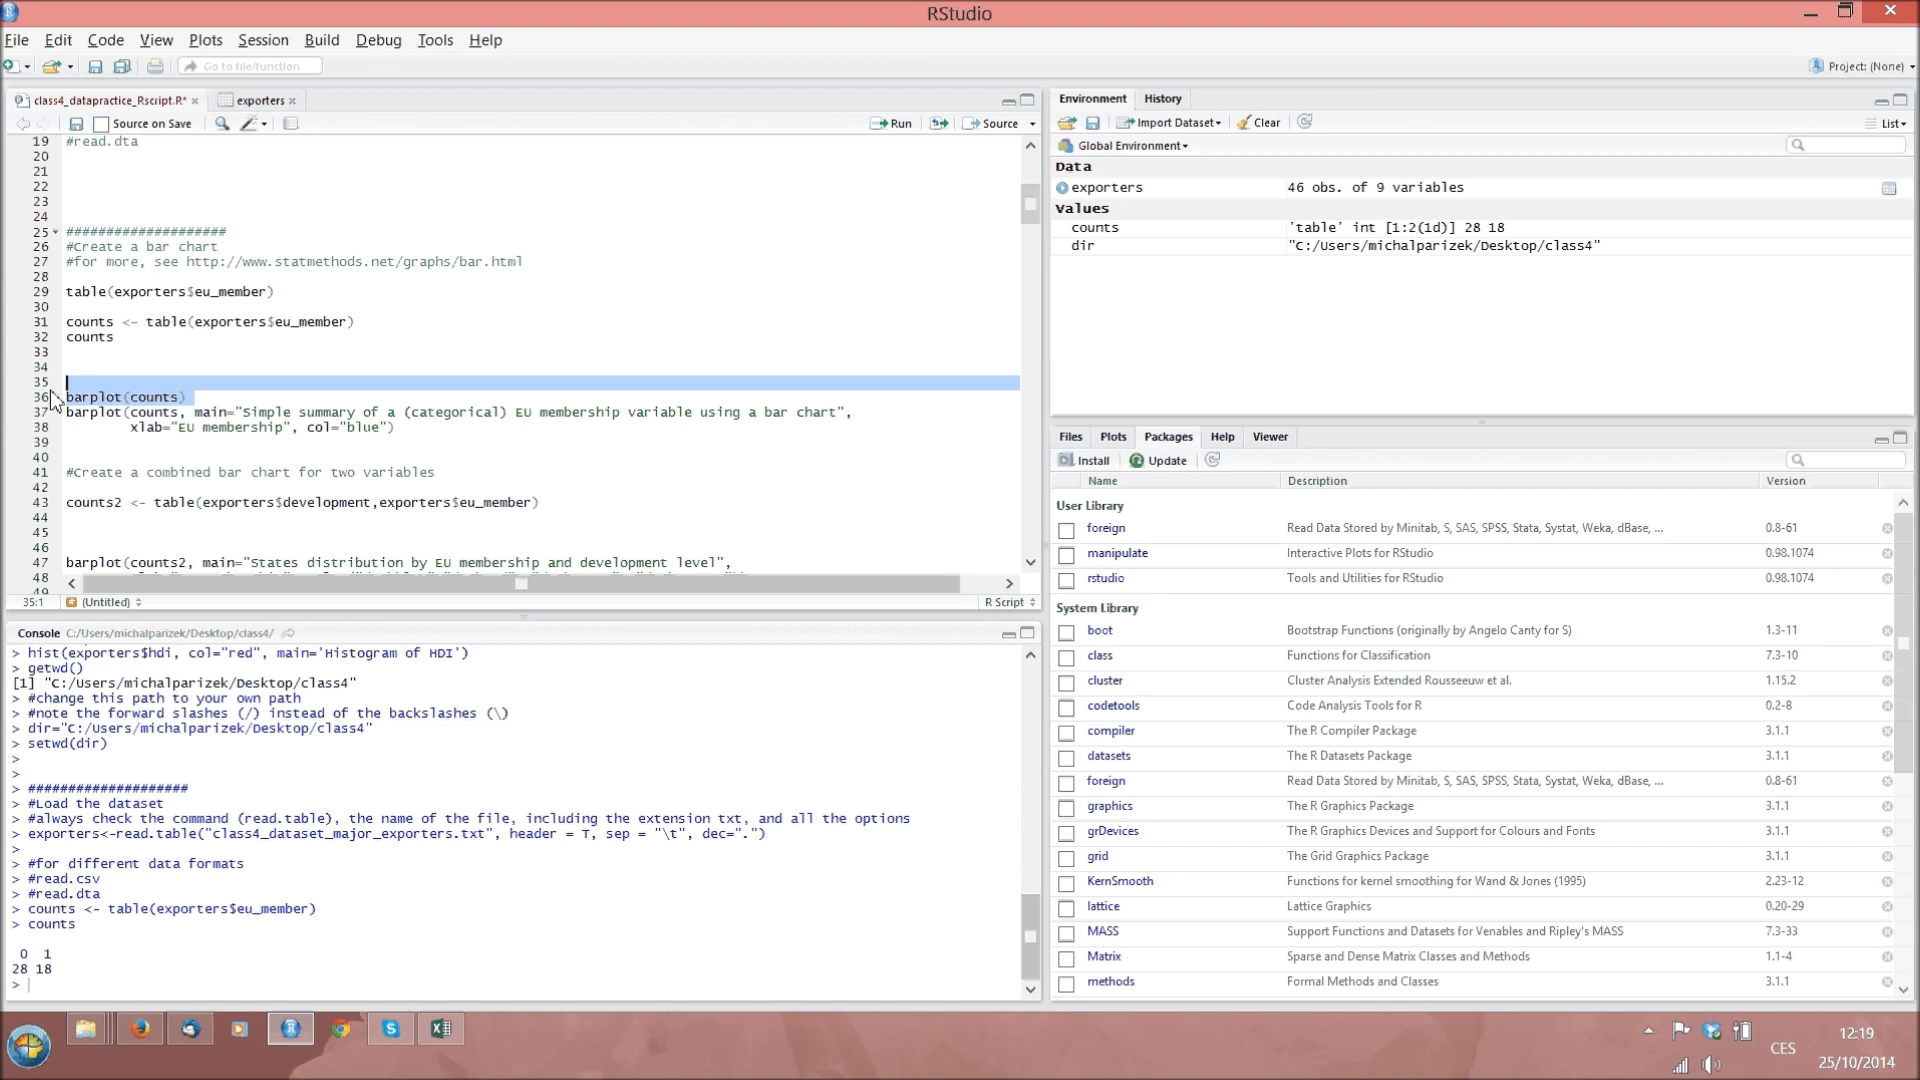 RStudio
File Edit Code View Plots Session Build Debug Tools Help
Go to file/function
Project: (None)
class4_datapractice_Rscript.R* × exporters ×
Source on Save Run Source
19 #read.dta
20
21
22
23
24
25 ####################
26 #Create a bar chart
27 #for more, see http://www.statmethods.net/graphs/bar.html
28
29 table(exporters$eu_member)
30
31 counts <- table(exporters$eu_member)
32 counts
33
34
35
36 barplot(counts)
37 barplot(counts, main="Simple summary of a (categorical) EU membership variable using a bar chart",
38 xlab="EU membership", col="blue")
39
40
41 #Create a combined bar chart for two variables
42
43 counts2 <- table(exporters$development,exporters$eu_member)
44
45
46
47 barplot(counts2, main="States distribution by EU membership and development level",
48
49
35:1 (Untitled) R Script
Console C:/Users/michalparizek/Desktop/class4/
> hist(exporters$hdi, col="red", main='Histogram of HDI')
> getwd()
[1] "C:/Users/michalparizek/Desktop/class4"
> #change this path to your own path
> #note the forward slashes (/) instead of the backslashes (\)
> dir="C:/Users/michalparizek/Desktop/class4"
> setwd(dir)
>
>
> ####################
> #Load the dataset
> #always check the command (read.table), the name of the file, including the extension txt, and all the options
> exporters<-read.table("class4_dataset_major_exporters.txt", header = T, sep = "\t", dec=".")
>
> #for different data formats
> #read.csv
> #read.dta
> counts <- table(exporters$eu_member)
> counts
0 1
28 18
>
Environment History
Import Dataset Clear List
Global Environment
Data
exporters 46 obs. of 9 variables
Values
counts 'table' int [1:2(1d)] 28 18
dir "C:/Users/michalparizek/Desktop/class4"
Files Plots Packages Help Viewer
Install Update
Name Description Version
User Library
foreign Read Data Stored by Minitab, S, SAS, SPSS, Stata, Systat, Weka, dBase, ... 0.8-61
manipulate Interactive Plots for RStudio 0.98.1074
rstudio Tools and Utilities for RStudio 0.98.1074
System Library
boot Bootstrap Functions (originally by Angelo Canty for S) 1.3-11
class Functions for Classification 7.3-10
cluster Cluster Analysis Extended Rousseeuw et al. 1.15.2
codetools Code Analysis Tools for R 0.2-8
compiler The R Compiler Package 3.1.1
datasets The R Datasets Package 3.1.1
foreign Read Data Stored by Minitab, S, SAS, SPSS, Stata, Systat, Weka, dBase, ... 0.8-61
graphics The R Graphics Package 3.1.1
grDevices The R Graphics Devices and Support for Colours and Fonts 3.1.1
grid The Grid Graphics Package 3.1.1
KernSmooth Functions for kernel smoothing for Wand & Jones (1995) 2.23-12
lattice Lattice Graphics 0.20-29
MASS Support Functions and Datasets for Venables and Ripley's MASS 7.3-33
Matrix Sparse and Dense Matrix Classes and Methods 1.1-4
methods Formal Methods and Classes 3.1.1
CES
12:19
25/10/2014